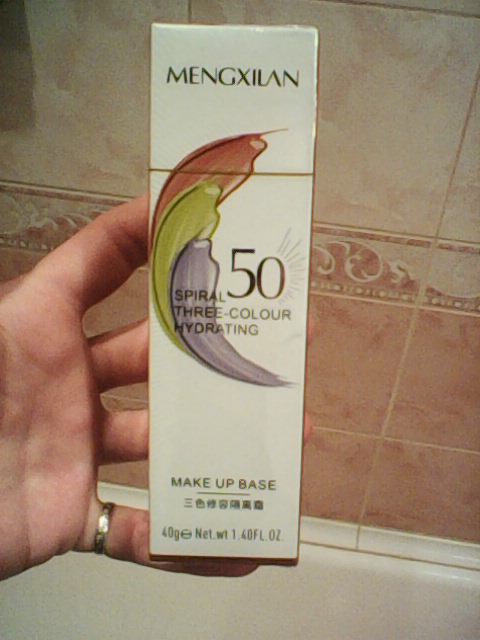 MENGXILAN
50
SPIRAL
THREE-COLOUR
HYDRATING
MAKE UP BASE
三色修容隔离霜
40g℮ Net.wt 1.40FL.OZ.